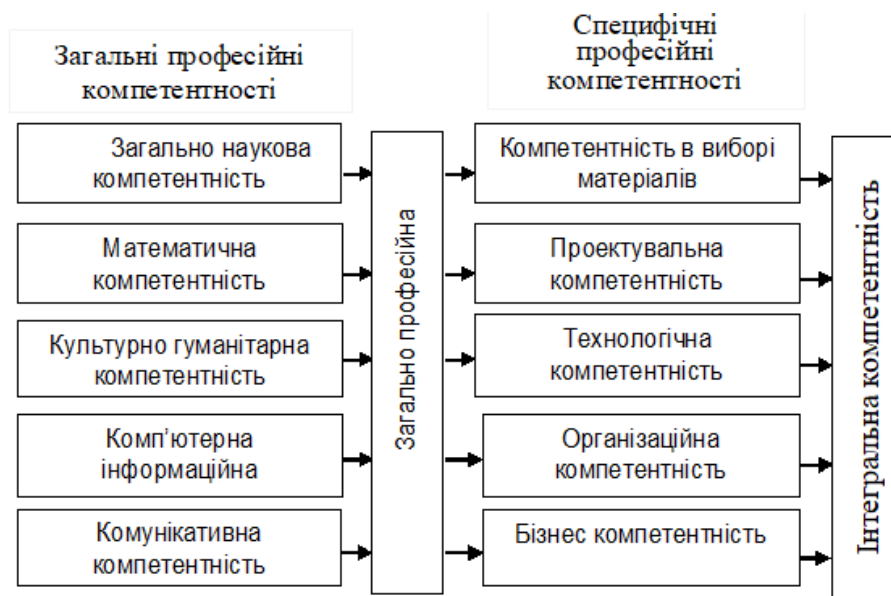 Загальні професійні
компетентності
Специфічні
професійні
компетентності
Загально наукова
компетентність
Математична
компетентність
Культурно гуманітарна
компетентність
Комп’ютерна
інформаційна
Комунікативна
компетентність
Загально професійна
Компетентність в виборі
матеріалів
Проектувальна
компетентність
Технологічна
компетентність
Організаційна
компетентність
Бізнес компетентність
Інтегральна компетентність